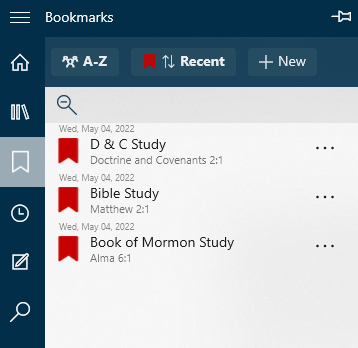 Bookmarks
A-Z
Recent
New
Wed, May 04, 2022
D & C Study
Doctrine and Covenants 2:1
Wed, May 04, 2022
Bible Study
Matthew 2:1
Wed, May 04, 2022
Book of Mormon Study
Alma 6:1